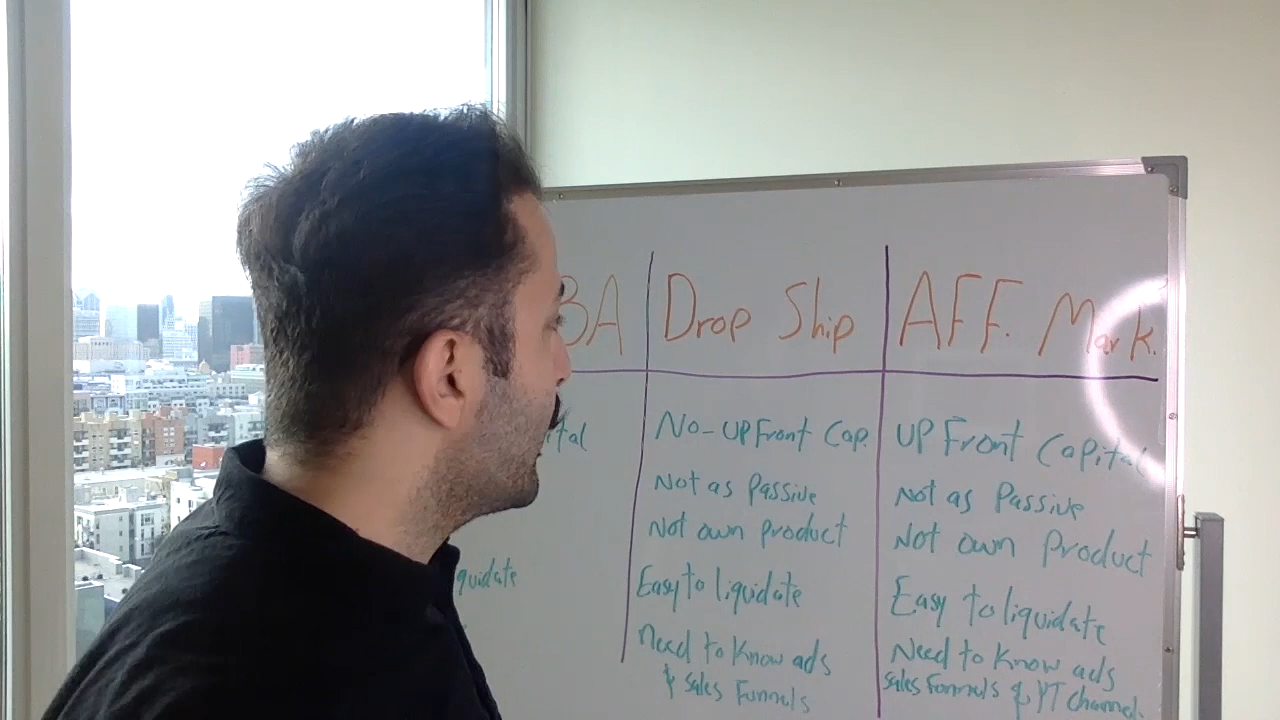 BA Drop Ship AFF. Mark.
ital No-UP Front Cap. UP Front Capital
Not as Passive Not as Passive
Not own product Not own Product
quidate Easy to liquidate Easy to liquidate
Need to Know ads Need to Know ads
& Sales Funnels Sales Funnels & YT Channel